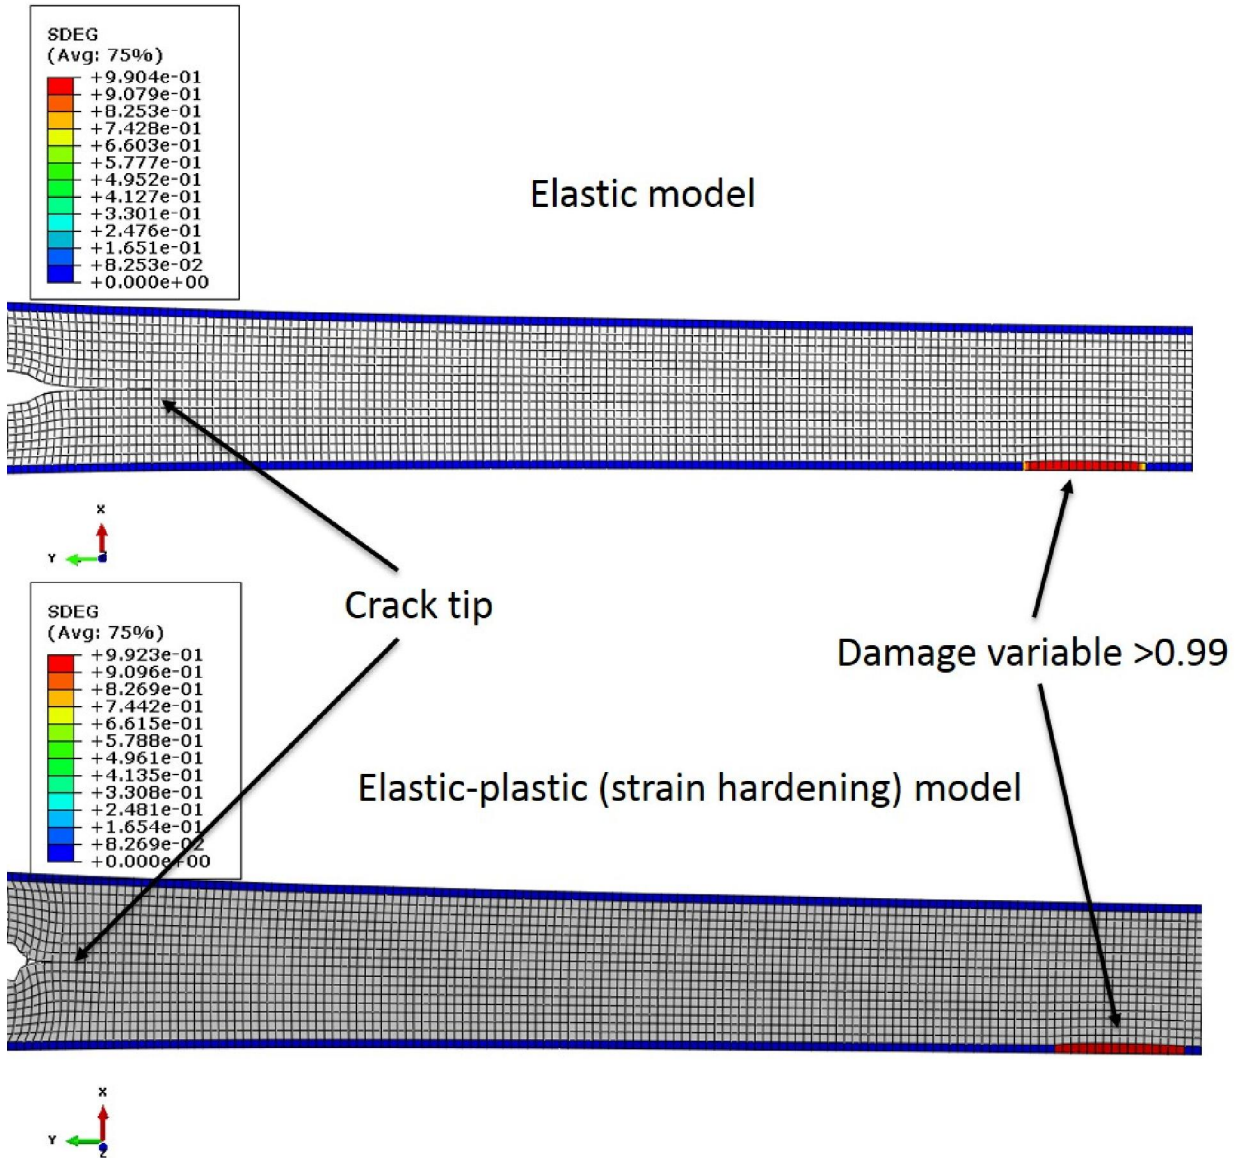 SDEG
(Avg: 75%)
+9.904e-01
+9.079e-01
+8.253e-01
+7.428e-01
+6.603e-01
+5.777e-01
+4.952e-01
+4.127e-01
+3.301e-01
+2.476e-01
+1.651e-01
+8.253e-02
+0.000e+00
Elastic model
X
Y
Crack tip
Damage variable >0.99
SDEG
(Avg: 75%)
+9.923e-01
+9.096e-01
+8.269e-01
+7.442e-01
+6.615e-01
+5.788e-01
+4.961e-01
+4.135e-01
+3.308e-01
+2.481e-01
+1.654e-01
+8.269e-02
+0.000e+00
Elastic-plastic (strain hardening) model
X
Y
Z